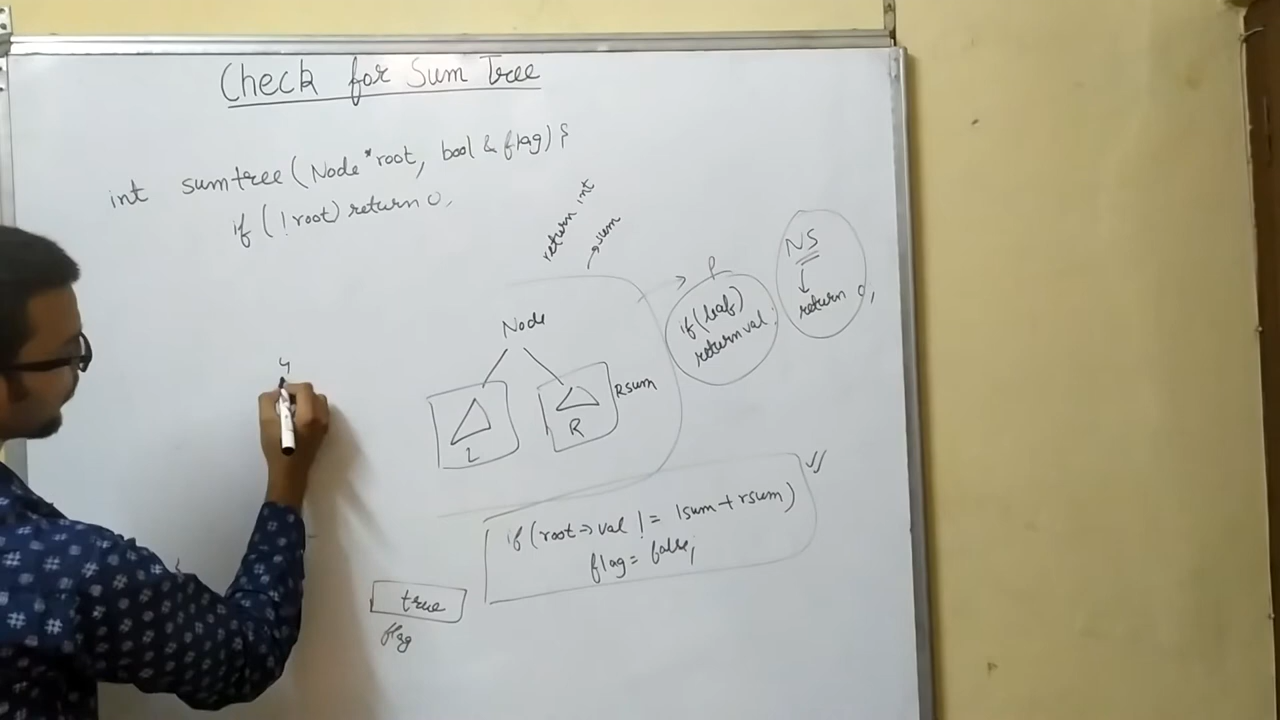 Check for Sum Tree
int sumtree(Node *root, bool & flag) {
if (! root) return 0,
return int
→ sum
Node
L
R
Rsum
P
if (leaf)
return val;
NS
return 0,
if (root → val != lsum + rsum)
flag = false,
true
flag
4